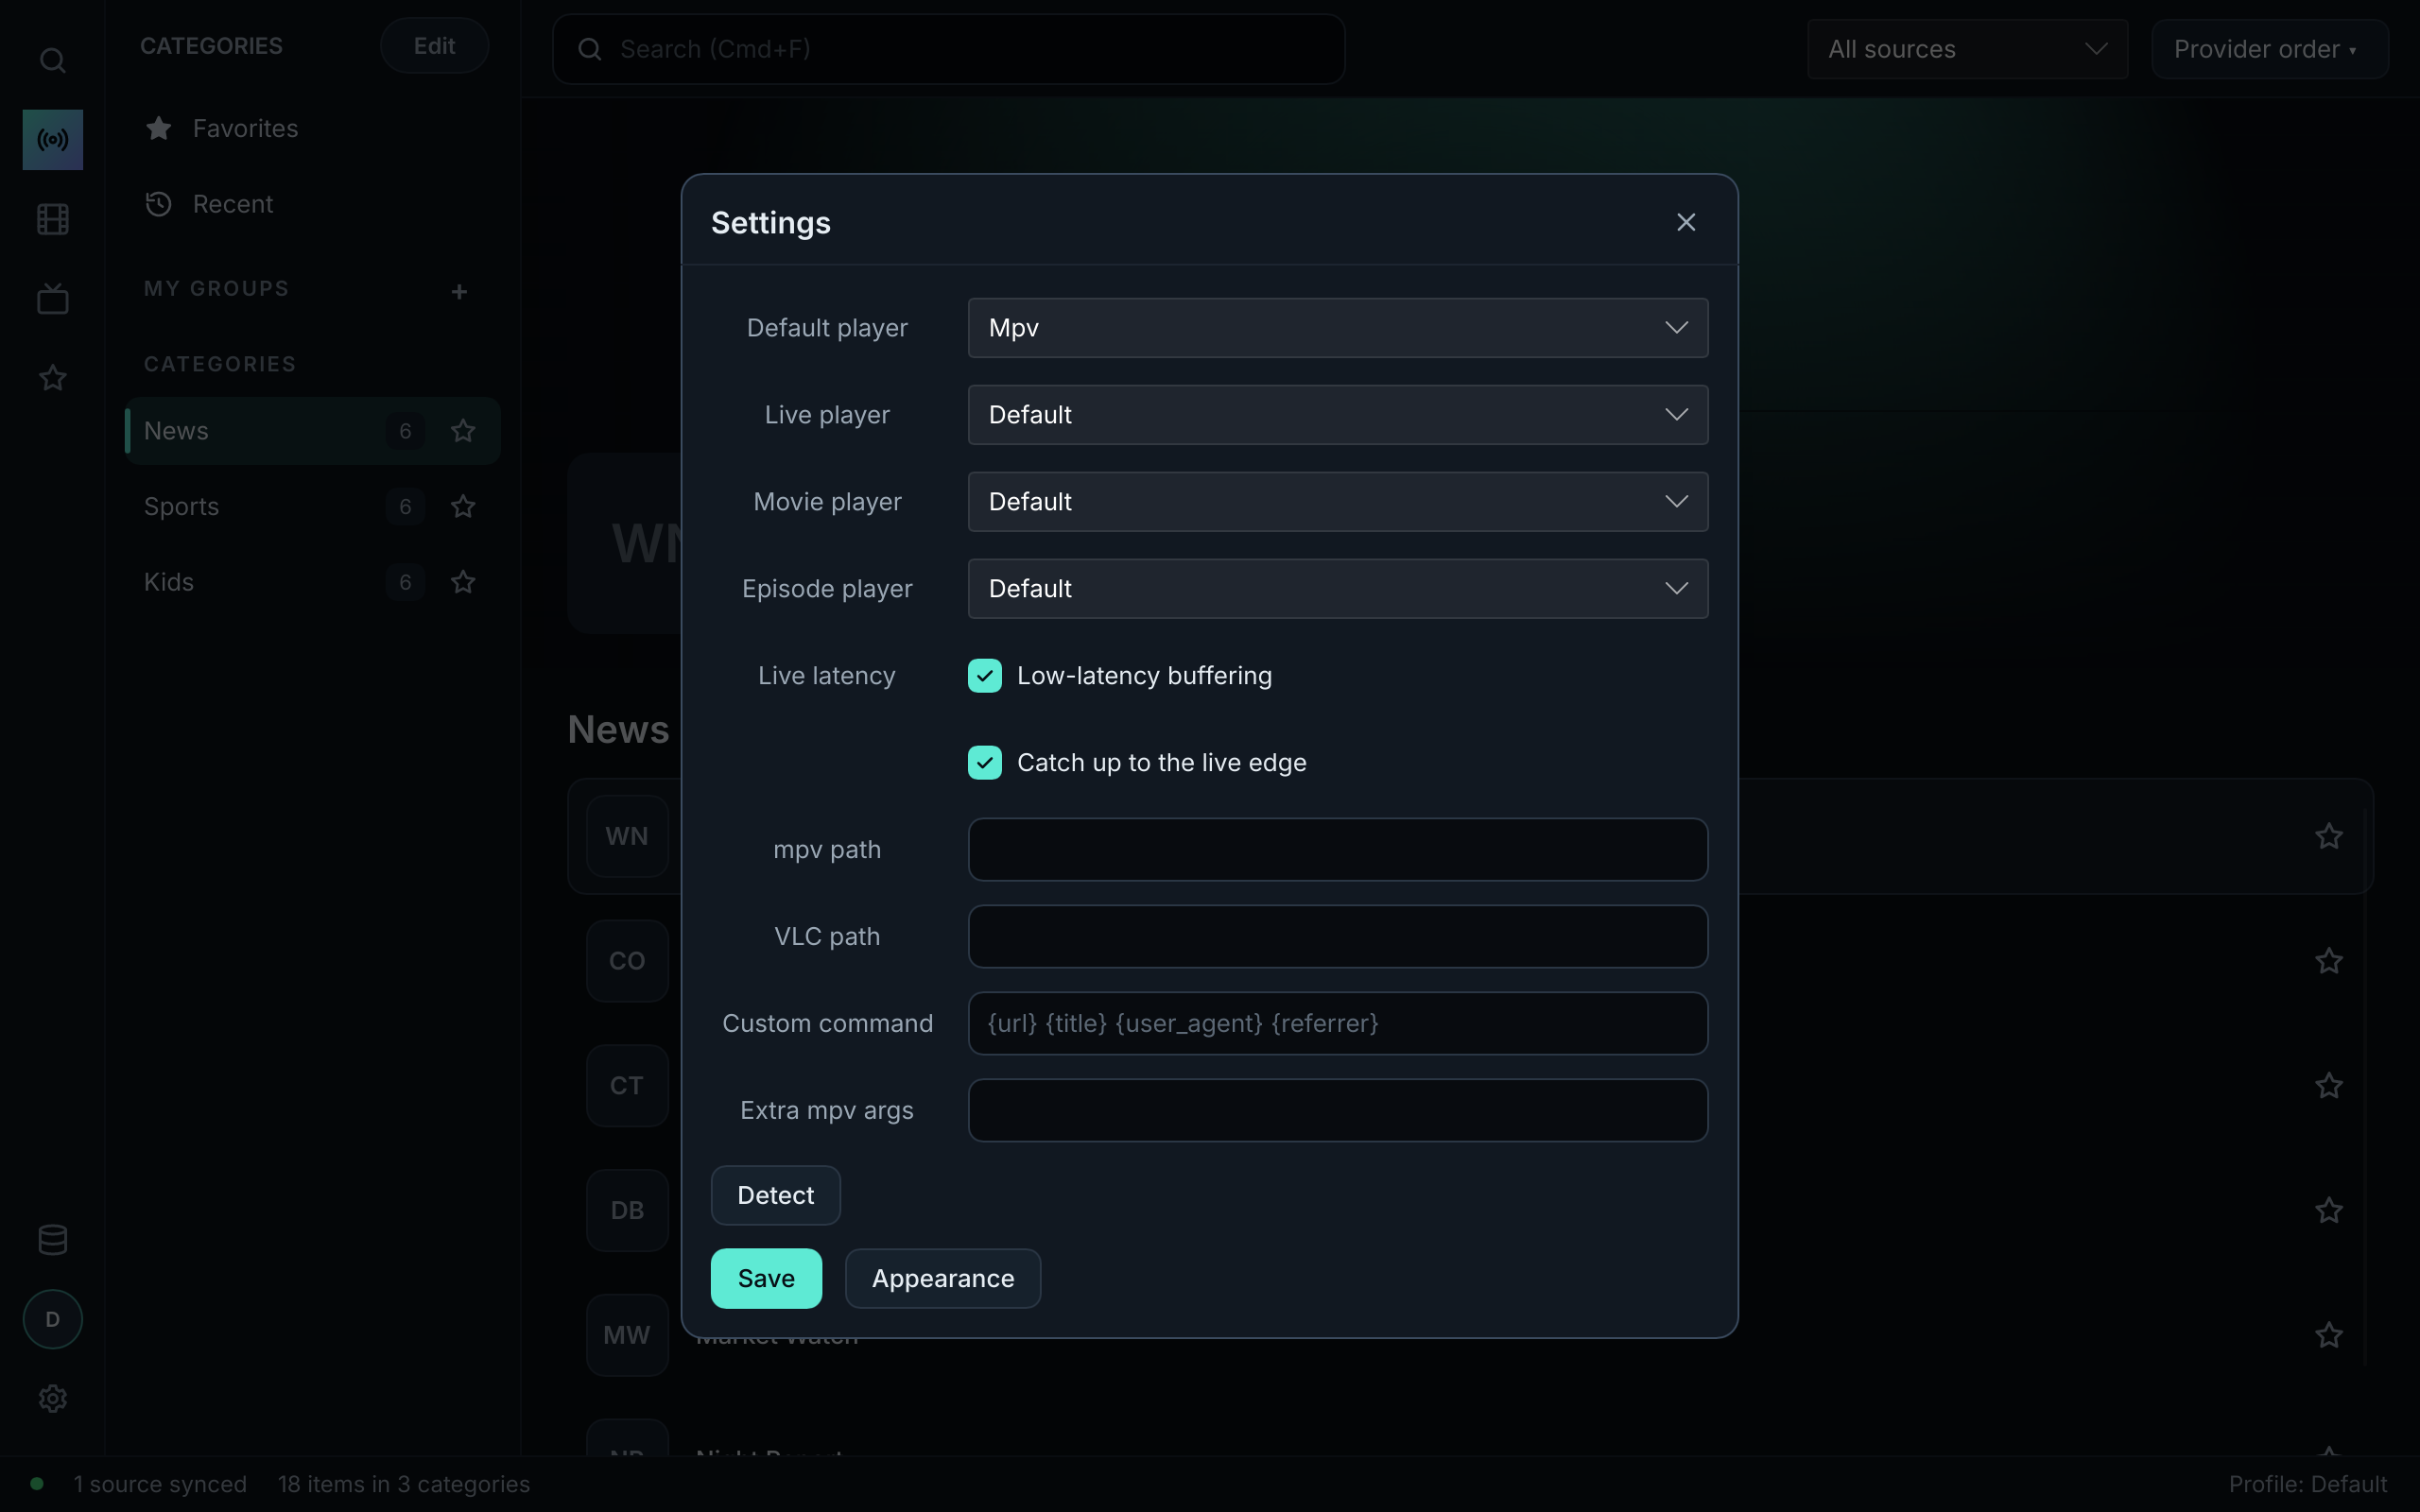 CATEGORIES
Edit
Search (Cmd+F)
All sources
Provider order ▾
Favorites
Recent
MY GROUPS
+
CATEGORIES
News 6
Sports 6
Kids 6
Settings
Default player Mpv
Live player Default
Movie player Default
Episode player Default
Live latency Low-latency buffering
Catch up to the live edge
mpv path
VLC path
Custom command {url} {title} {user_agent} {referrer}
Extra mpv args
Detect
Save Appearance
News
WN
CO
CT
DB
MW Market Watch
D
1 source synced 18 items in 3 categories
Profile: Default